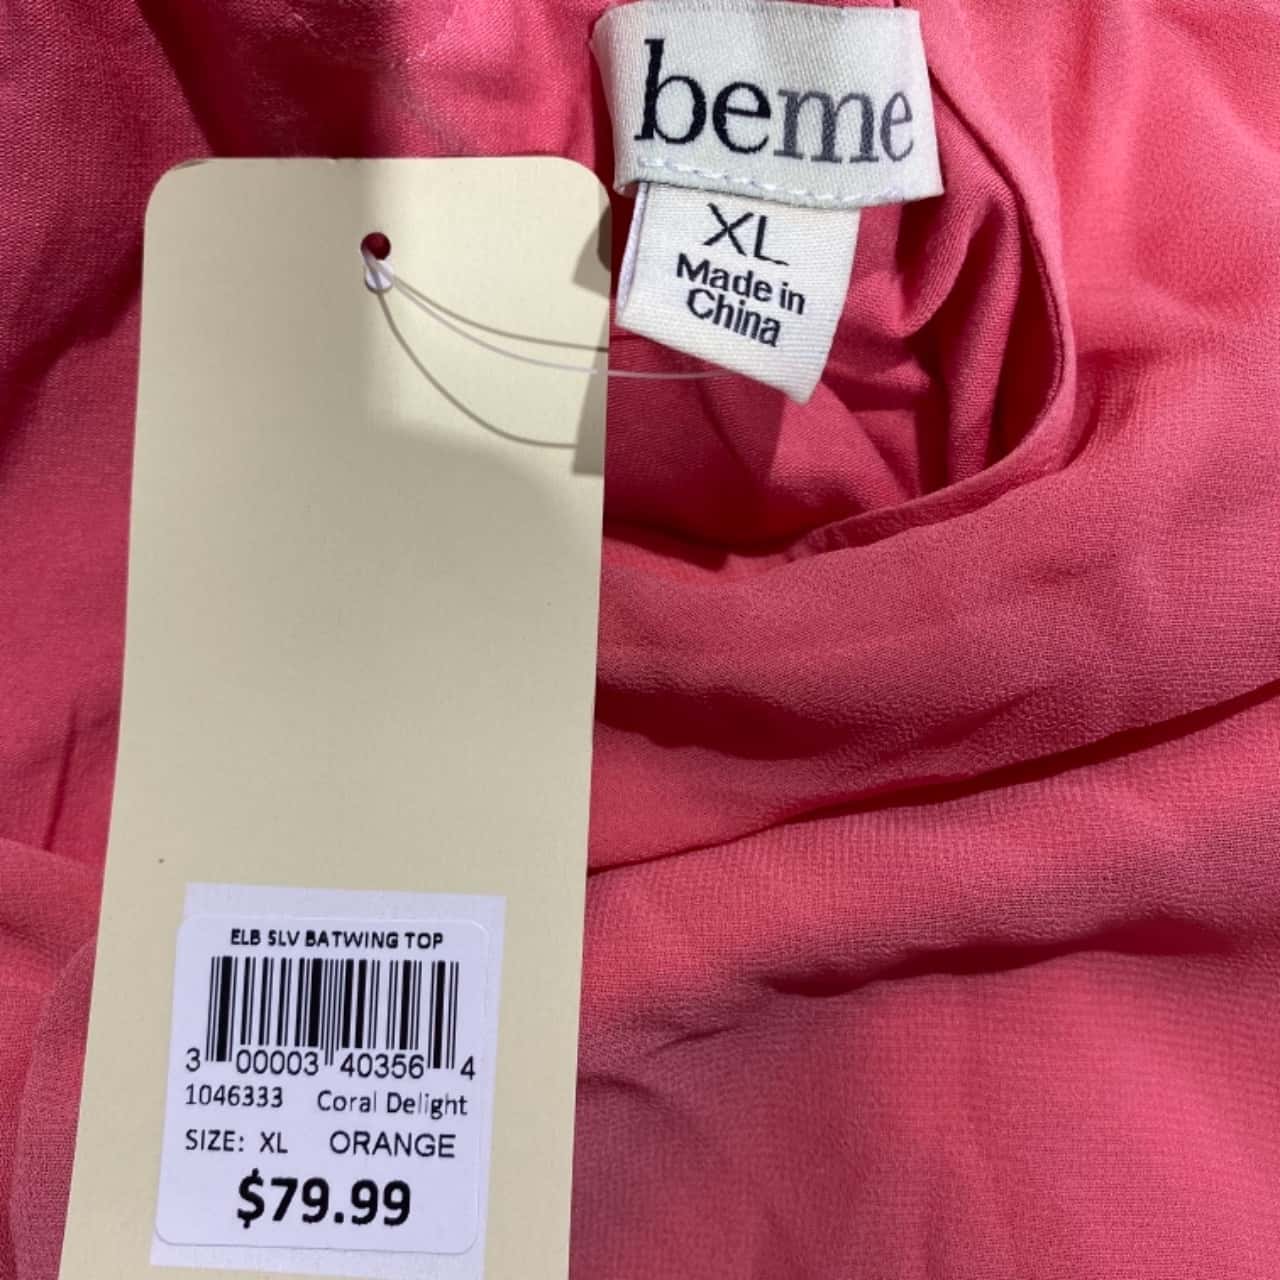 beme
XL
Made in
China
ELB SLV BATWING TOP
3 00003 40356 4
1046333 Coral Delight
SIZE: XL ORANGE
$79.99